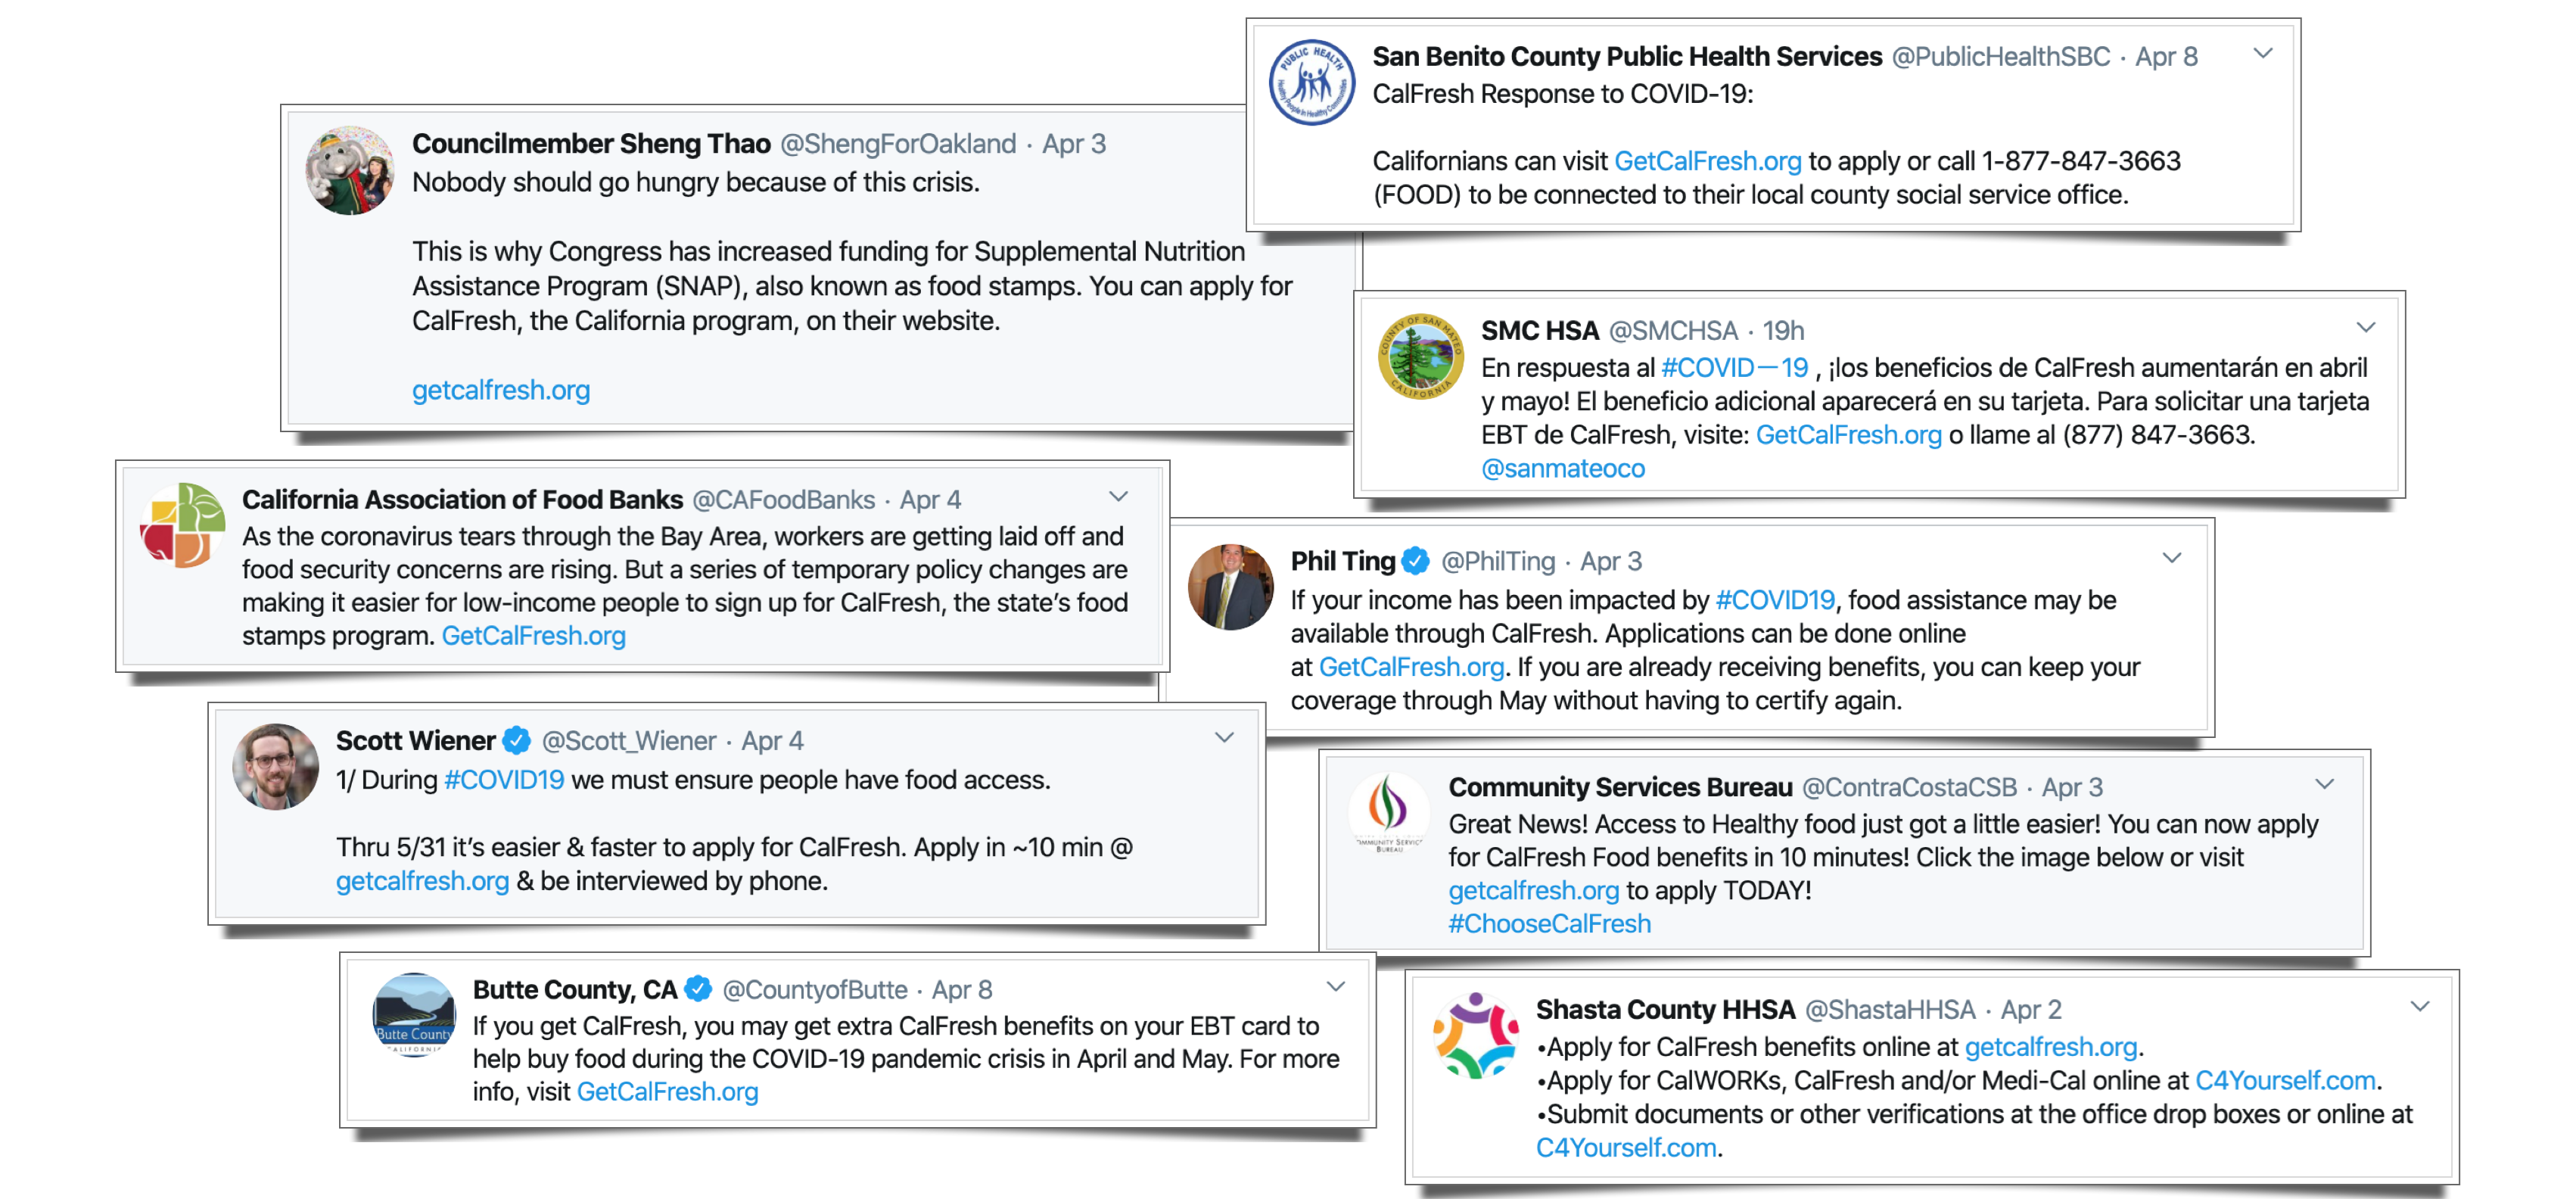 Councilmember Sheng Thao @ShengForOakland · Apr 3
Nobody should go hungry because of this crisis.
This is why Congress has increased funding for Supplemental Nutrition
Assistance Program (SNAP), also known as food stamps. You can apply for
CalFresh, the California program, on their website.
getcalfresh.org
PUBLIC HEALTH
Healthy People in Healthy Communities
San Benito County Public Health Services @PublicHealthSBC · Apr 8
CalFresh Response to COVID-19:
Californians can visit GetCalFresh.org to apply or call 1-877-847-3663
(FOOD) to be connected to their local county social service office.
COUNTY OF SAN MATEO
CALIFORNIA
SMC HSA @SMCHSA · 19h
En respuesta al #COVID—19 , ¡los beneficios de CalFresh aumentarán en abril
y mayo! El beneficio adicional aparecerá en su tarjeta. Para solicitar una tarjeta
EBT de CalFresh, visite: GetCalFresh.org o llame al (877) 847-3663.
@sanmateoco
California Association of Food Banks @CAFoodBanks · Apr 4
As the coronavirus tears through the Bay Area, workers are getting laid off and
food security concerns are rising. But a series of temporary policy changes are
making it easier for low-income people to sign up for CalFresh, the state's food
stamps program. GetCalFresh.org
Phil Ting @PhilTing · Apr 3
If your income has been impacted by #COVID19, food assistance may be
available through CalFresh. Applications can be done online
at GetCalFresh.org. If you are already receiving benefits, you can keep your
coverage through May without having to certify again.
Scott Wiener @Scott_Wiener · Apr 4
1/ During #COVID19 we must ensure people have food access.
Thru 5/31 it's easier & faster to apply for CalFresh. Apply in ~10 min @
getcalfresh.org & be interviewed by phone.
Community Services Bureau @ContraCostaCSB · Apr 3
Great News! Access to Healthy food just got a little easier! You can now apply
for CalFresh Food benefits in 10 minutes! Click the image below or visit
getcalfresh.org to apply TODAY!
#ChooseCalFresh
BUREAU
Butte County, CA @CountyofButte · Apr 8
If you get CalFresh, you may get extra CalFresh benefits on your EBT card to
help buy food during the COVID-19 pandemic crisis in April and May. For more
info, visit GetCalFresh.org
Butte County
Shasta County HHSA @ShastaHHSA · Apr 2
•Apply for CalFresh benefits online at getcalfresh.org.
•Apply for CalWORKs, CalFresh and/or Medi-Cal online at C4Yourself.com.
•Submit documents or other verifications at the office drop boxes or online at
C4Yourself.com.